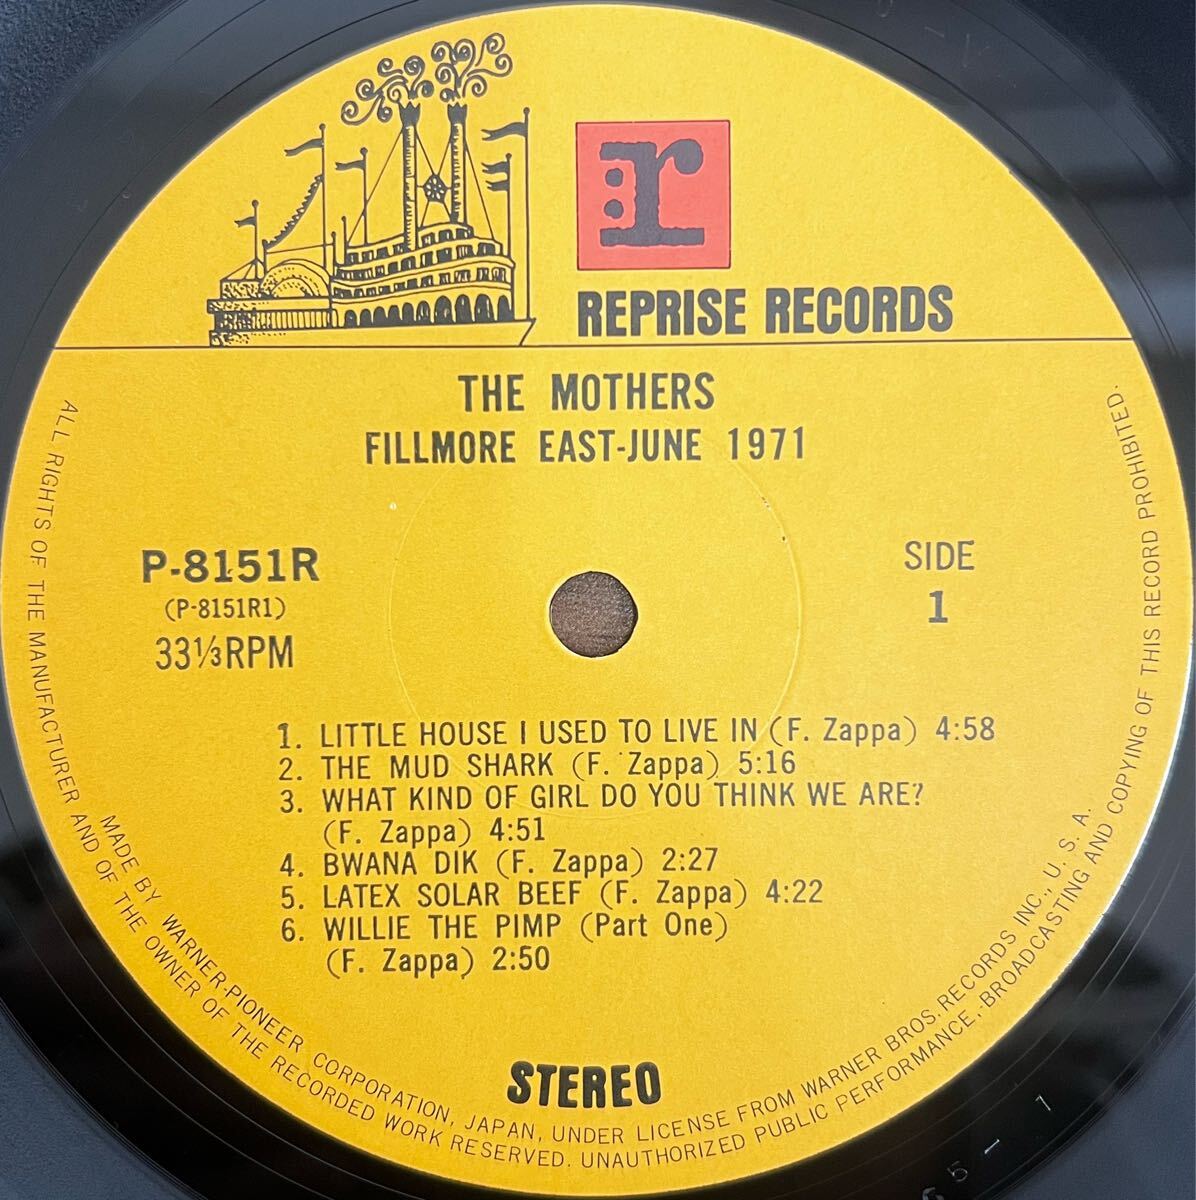 r:
REPRISE RECORDS
THE MOTHERS
FILLMORE EAST-JUNE 1971
P-8151R
(P-8151R1)
33⅓RPM
SIDE
1
1. LITTLE HOUSE I USED TO LIVE IN (F. Zappa) 4:58
2. THE MUD SHARK (F. Zappa) 5:16
3. WHAT KIND OF GIRL DO YOU THINK WE ARE?
(F. Zappa) 4:51
4. BWANA DIK (F. Zappa) 2:27
5. LATEX SOLAR BEEF (F. Zappa) 4:22
6. WILLIE THE PIMP (Part One)
(F. Zappa) 2:50
STEREO
MADE BY WARNER-PIONEER CORPORATION, JAPAN, UNDER LICENSE FROM WARNER BROS. RECORDS INC., U. S. A.
ALL RIGHTS OF THE MANUFACTURER AND OF THE OWNER OF THE RECORDED WORK RESERVED. UNAUTHORIZED PUBLIC PERFORMANCE, BROADCASTING AND COPYING OF THIS RECORD PROHIBITED.